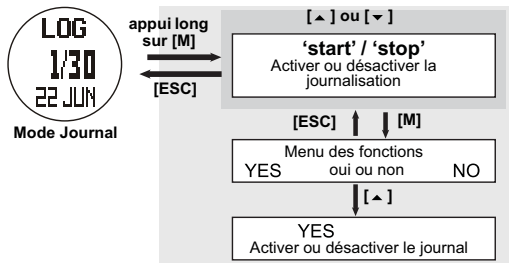 LOG
1/30
22 JUN
Mode Journal
appui long
sur [M]
[ESC]
[▲] ou [▼]
'start' / 'stop'
Activer ou désactiver la
journalisation
[ESC]
[M]
Menu des fonctions
YES oui ou non NO
[▲]
YES
Activer ou désactiver le journal